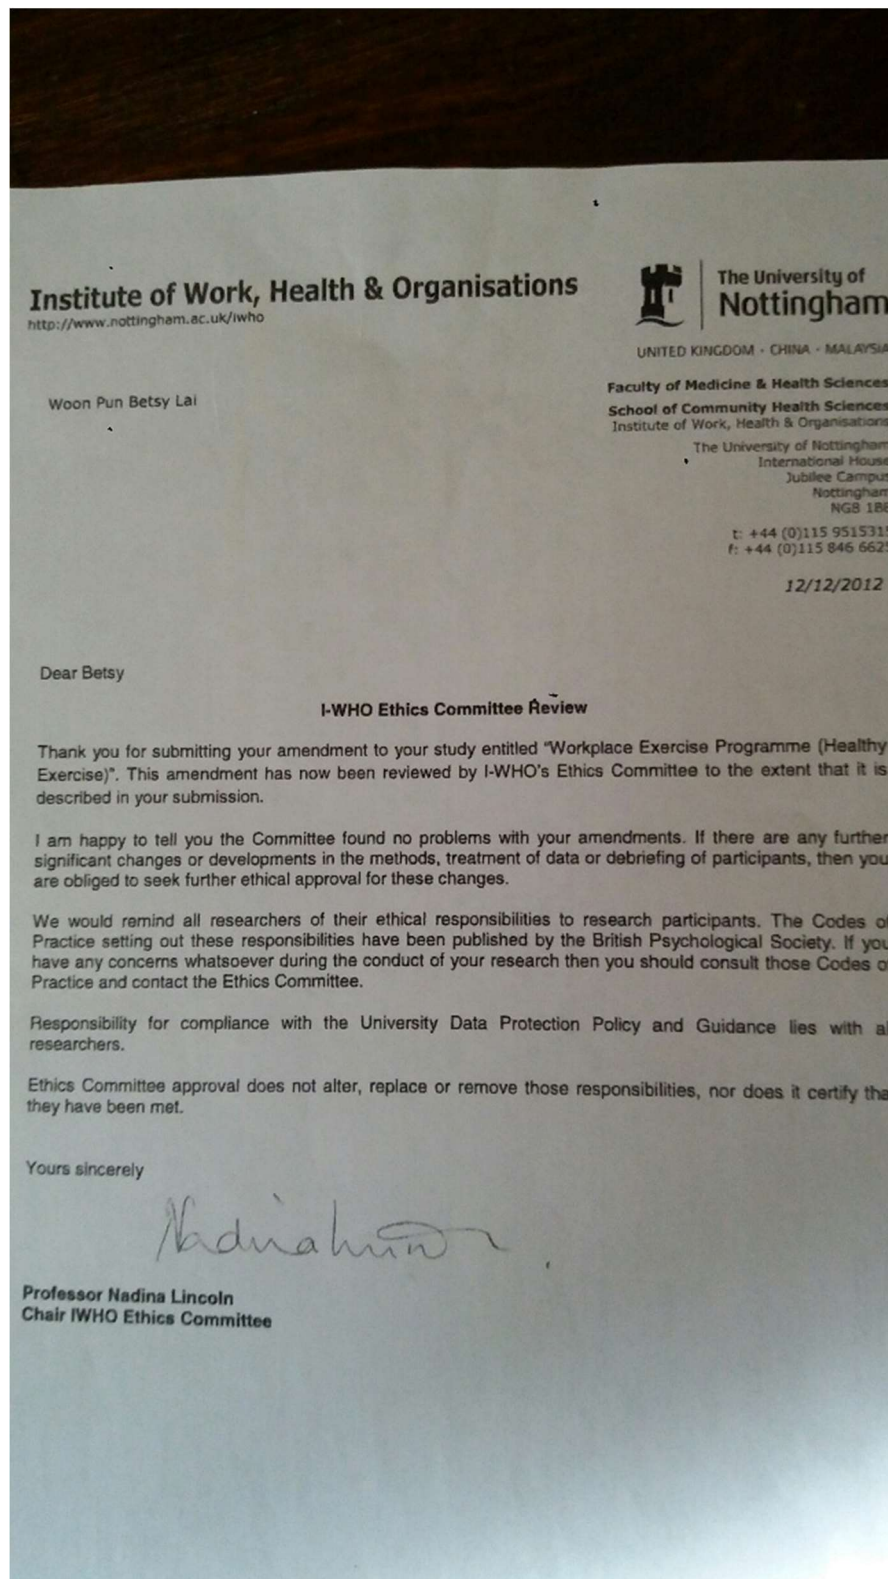 Institute of Work, Health & Organisations
http://www.nottingham.ac.uk/iwho
The University of
Nottingham
UNITED KINGDOM · CHINA · MALAYSIA
Woon Pun Betsy Lai
Faculty of Medicine & Health Sciences
School of Community Health Sciences
Institute of Work, Health & Organisations
The University of Nottingham
International House
Jubilee Campus
Nottingham
NG8
t: +44 (0)115
f: +44 (0)115 846
12/12/2012
Dear Betsy
I-WHO Ethics Committee Review
Thank you for submitting your amendment to your study entitled "Workplace Exercise Programme (Healthy
Exercise)". This amendment has now been reviewed by I-WHO's Ethics Committee to the extent that it is
described in your submission.
I am happy to tell you the Committee found no problems with your amendments. If there are any further
significant changes or developments in the methods, treatment of data or debriefing of participants, then you
are obliged to seek further ethical approval for these changes.
We would remind all researchers of their ethical responsibilities to research participants. The Codes of
Practice setting out these responsibilities have been published by the British Psychological Society. If you
have any concerns whatsoever during the conduct of your research then you should consult those Codes o
Practice and contact the Ethics Committee.
Responsibility for compliance with the University Data Protection Policy and Guidance lies with al
researchers.
Ethics Committee approval does not alter, replace or remove those responsibilities, nor does it certify tha
they have been met.
Yours sincerely
Professor Nadina Lincoln
Chair IWHO Ethics Committee